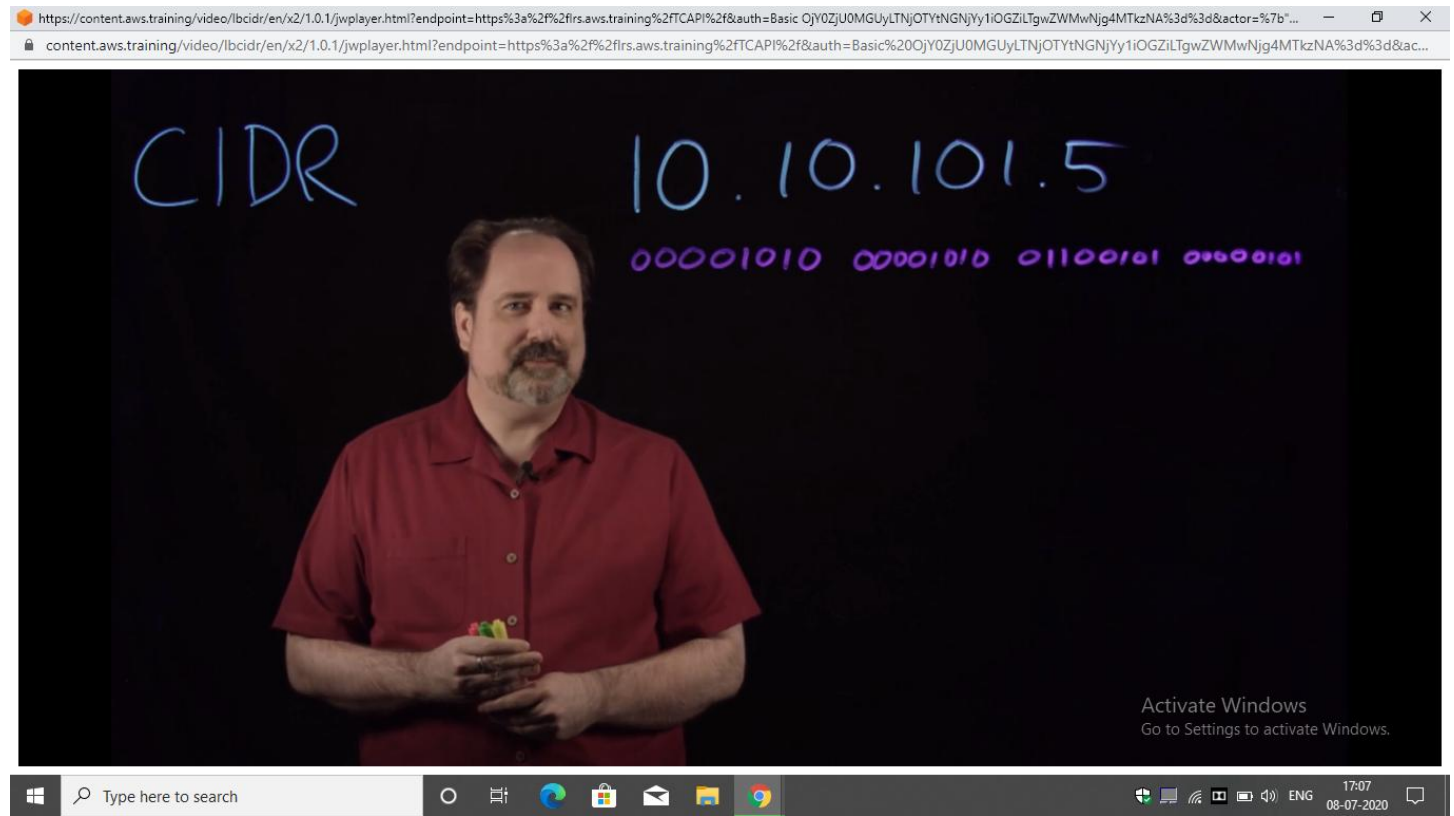 https://content.aws.training/video/lbcidr/en/x2/1.0.1/jwplayer.html?endpoint=https%3a%2f%2flrs.aws.training%2fTCAPI%2f&auth=Basic OjY0ZjU0MGUyLTNjOTYtNGNjYy1iOGZiLTgwZWMwNjg4MTkzNA%3d%3d&actor=%7b"...
content.aws.training/video/lbcidr/en/x2/1.0.1/jwplayer.html?endpoint=https%3a%2f%2flrs.aws.training%2fTCAPI%2f&auth=Basic%20OjY0ZjU0MGUyLTNjOTYtNGNjYy1iOGZiLTgwZWMwNjg4MTkzNA%3d%3d&ac...
CIDR 10.10.101.5
00001010 00001010 01100101 00000101
Activate Windows
Go to Settings to activate Windows.
Type here to search ENG 17:07
08-07-2020